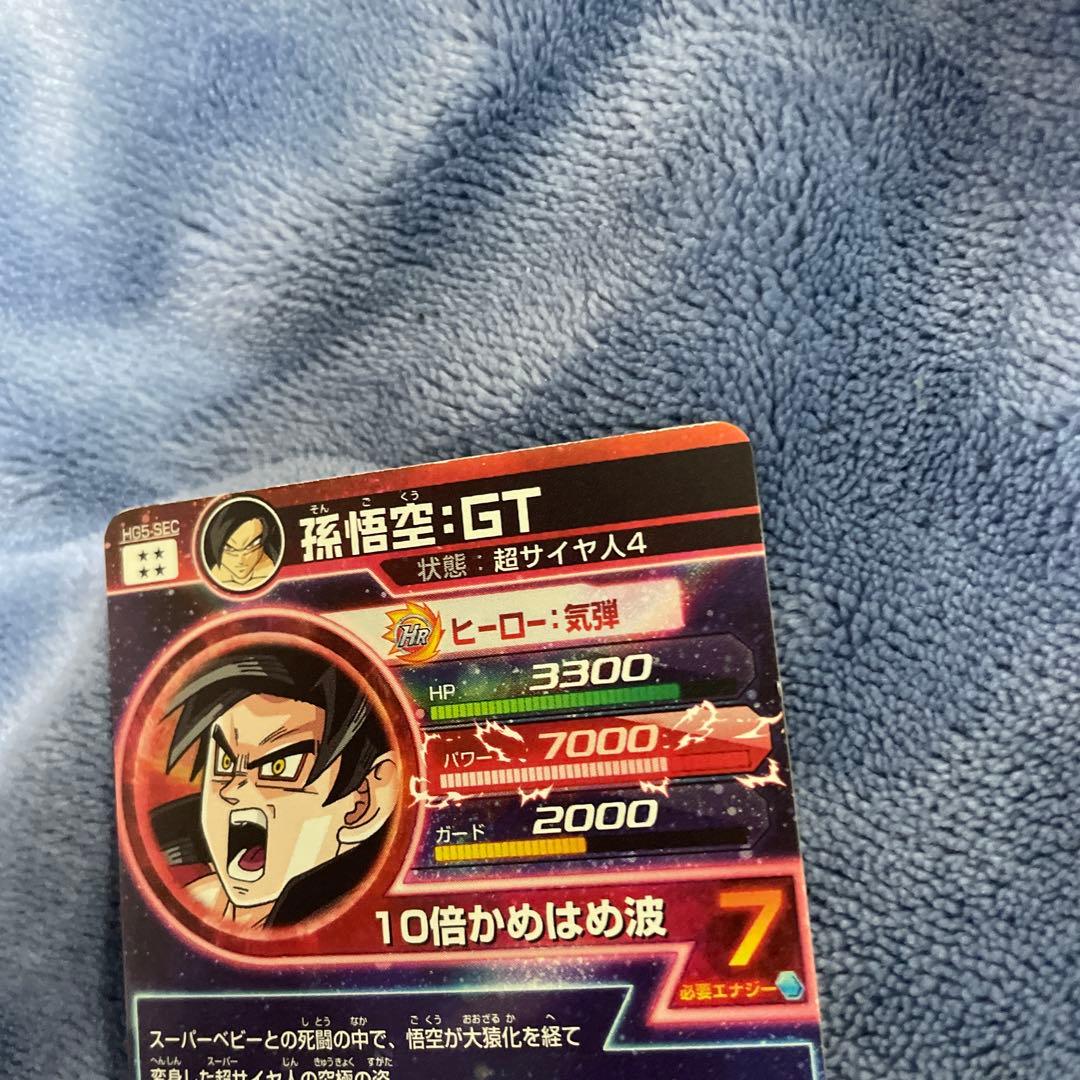 HG5-SEC
孫悟空:GT
そん ご くう
状態:超サイヤ人4
HR ヒーロー:気弾
HP 3300
パワー 7000
ガード 2000
10倍かめはめ波
7
必要エナジー
しとう なか ごくう おおざるか へ
スーパーベビーとの死闘の中で、悟空が大猿化を経て
へんしん スーパー じん きゅうきょく すがた
変身した超サイヤ人の究極の姿